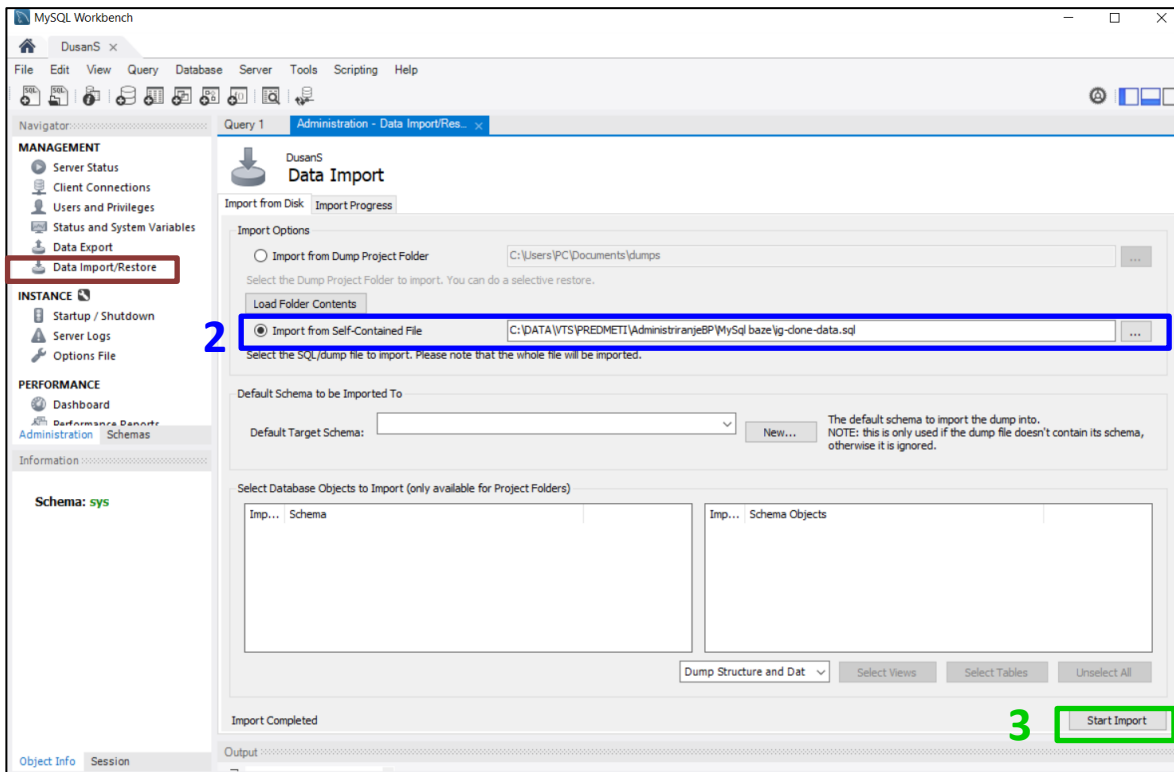 MySQL Workbench
DusanS
File Edit View Query Database Server Tools Scripting Help
Navigator
Query 1
Administration - Data Import/Res...
MANAGEMENT
Server Status
Client Connections
Users and Privileges
Status and System Variables
Data Export
Data Import/Restore
INSTANCE
Startup / Shutdown
Server Logs
Options File
PERFORMANCE
Dashboard
Performance Reports
Administration Schemas
Information
Schema: sys
Object Info Session
DusanS
Data Import
Import from Disk Import Progress
Import Options
Import from Dump Project Folder
C:\Users\PC\Documents\dumps
...
Select the Dump Project Folder to import. You can do a selective restore.
Load Folder Contents
2
Import from Self-Contained File
C:\DATA\VTS\PREDMETI\AdministriranjeBP\MySql baze\ig-clone-data.sql
...
Select the SQL/dump file to import. Please note that the whole file will be imported.
Default Schema to be Imported To
Default Target Schema:
New...
The default schema to import the dump into.
NOTE: this is only used if the dump file doesn't contain its schema,
otherwise it is ignored.
Select Database Objects to Import (only available for Project Folders)
Imp... Schema
Imp... Schema Objects
Dump Structure and Dat
Select Views
Select Tables
Unselect All
Import Completed
3
Start Import
Output